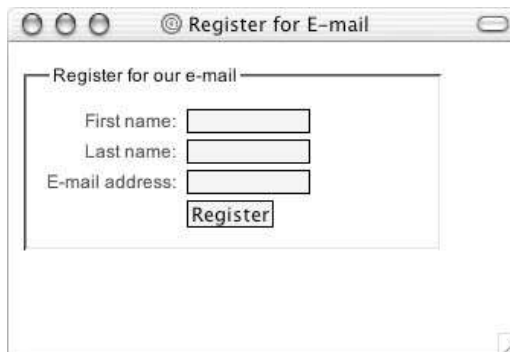 Register for E-mail
Register for our e-mail
First name:
Last name:
E-mail address:
Register